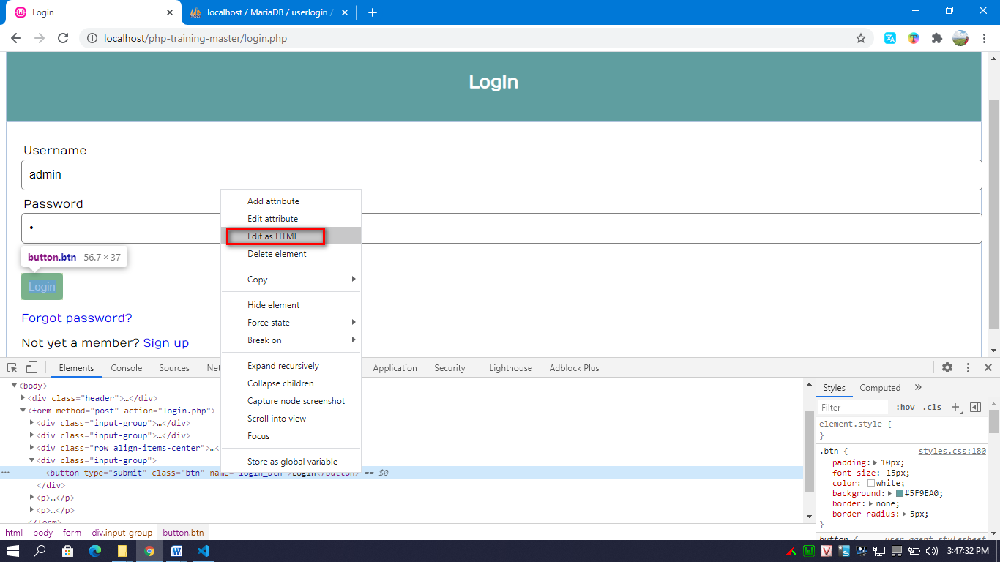 Login
localhost / MariaDB / userlogin /
localhost/php-training-master/login.php
Login
Username
admin
Password
•
button.btn 56.7 × 37
Login
Forgot password?
Not yet a member? Sign up
Add attribute
Edit attribute
Edit as HTML
Delete element
Copy
Hide element
Force state
Break on
Expand recursively
Collapse children
Capture node screenshot
Scroll into view
Focus
Store as global variable
Elements Console Sources Net Application Security Lighthouse Adblock Plus
<body>
<div class="header">…</div>
<form method="post" action="login.php">
<div class="input-group">…</div>
<div class="input-group">…</div>
<div class="row align-items-center">…<
<div class="input-group">
<button type="submit" class="btn" name="login_btn">Login</button> == $0
</div>
<p>…</p>
<p>…</p>
</form>
html body form div.input-group button.btn
Styles Computed »
Filter :hov .cls +
element.style {
}
.btn { styles.css:180
padding: 10px;
font-size: 15px;
color: white;
background: #5F9EA0;
border: none;
border-radius: 5px;
}
button { user agent stylesheet
3:47:32 PM